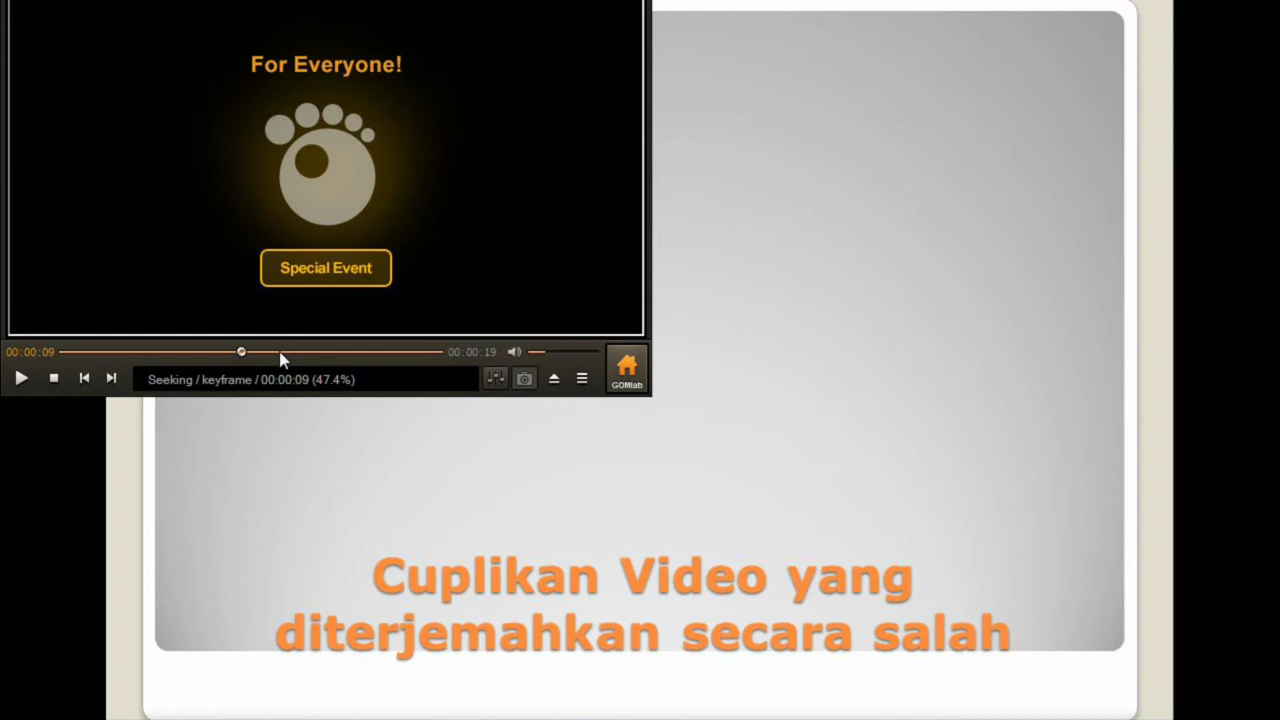 For Everyone!
Special Event
00:00:09
00:00:19
Seeking / keyframe / 00:00:09 (47.4%)
GOMlab
Cuplikan Video yang
diterjemahkan secara salah